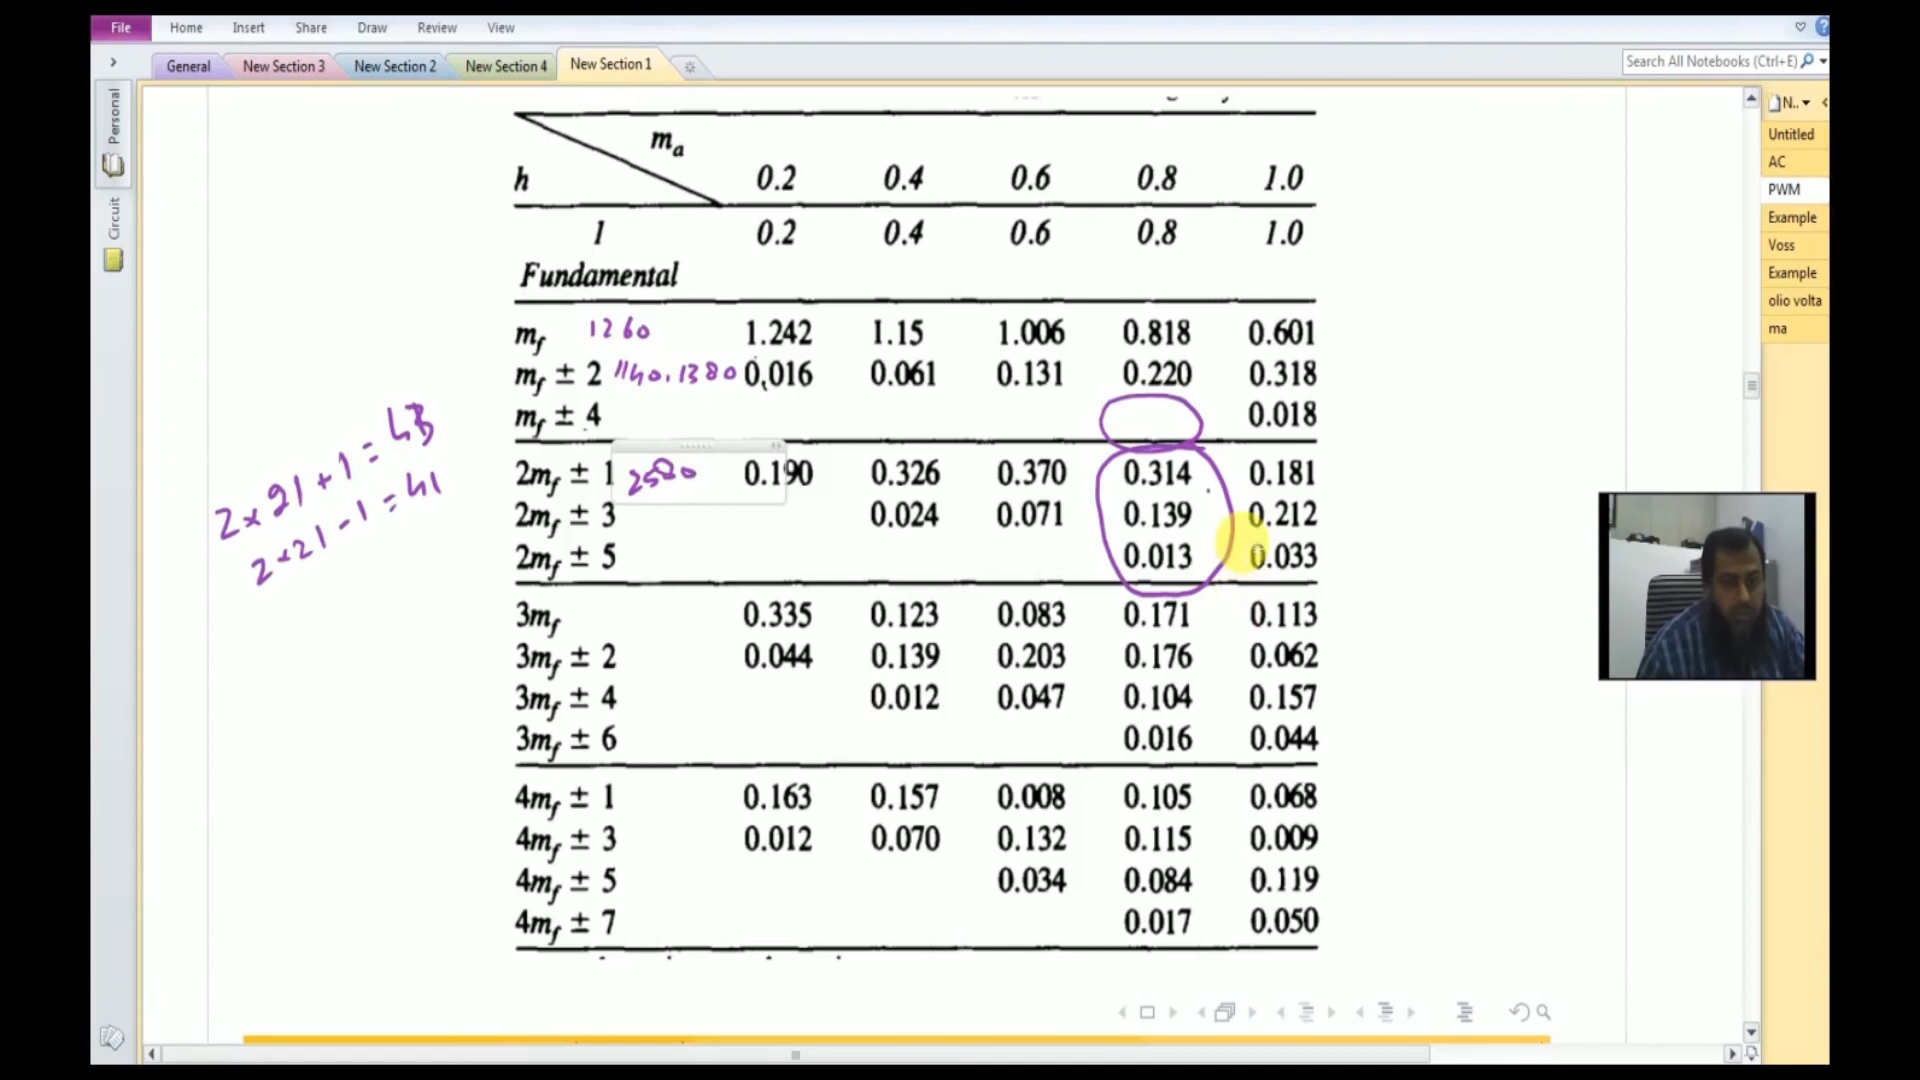 File Home Insert Share Draw Review View
General New Section 3 New Section 2 New Section 4 New Section 1
Search All Notebooks (Ctrl+E)
Personal
Circuit
N..
Untitled
AC
PWM
Example
Voss
Example
olio volta
ma
m_a
h 0.2 0.4 0.6 0.8 1.0
1 0.2 0.4 0.6 0.8 1.0
Fundamental
m_f 1260 1.242 1.15 1.006 0.818 0.601
m_f ± 2 1140, 1380 0.016 0.061 0.131 0.220 0.318
m_f ± 4 0.018
2m_f ± 1 2580 0.190 0.326 0.370 0.314 0.181
2m_f ± 3 0.024 0.071 0.139 0.212
2m_f ± 5 0.013 0.033
2×21+1=43
2×21-1=41
3m_f 0.335 0.123 0.083 0.171 0.113
3m_f ± 2 0.044 0.139 0.203 0.176 0.062
3m_f ± 4 0.012 0.047 0.104 0.157
3m_f ± 6 0.016 0.044
4m_f ± 1 0.163 0.157 0.008 0.105 0.068
4m_f ± 3 0.012 0.070 0.132 0.115 0.009
4m_f ± 5 0.034 0.084 0.119
4m_f ± 7 0.017 0.050